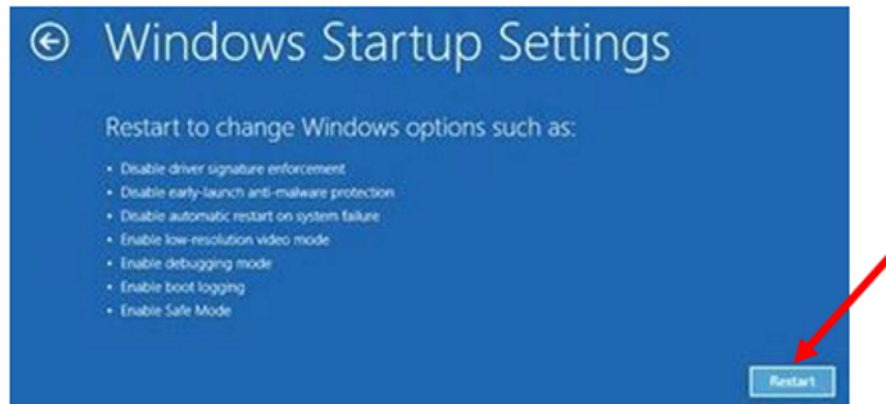 Windows Startup Settings
Restart to change Windows options such as:
• Disable driver signature enforcement
• Disable early-launch anti-malware protection
• Disable automatic restart on system failure
• Enable low-resolution video mode
• Enable debugging mode
• Enable boot logging
• Enable Safe Mode
Restart